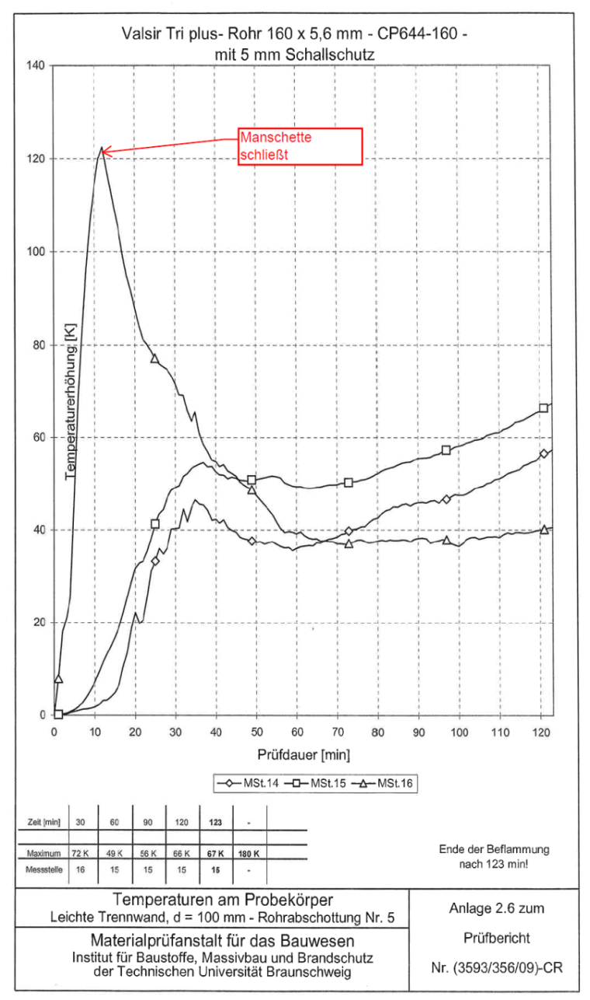 Valsir Tri plus- Rohr 160 x 5,6 mm - CP644-160 -
mit 5 mm Schallschutz
140
120
100
80
60
40
20
0
Temperaturerhöhung [K]
Manschette
schließt
0 10 20 30 40 50 60 70 80 90 100 110 120
Prüfdauer [min]
MSt.14 MSt.15 MSt.16
Zeit [min] 30 60 90 120 123 -
Maximum 72 K 49 K 56 K 66 K 67 K 180 K
Messstelle 16 15 15 15 15 -
Ende der Beflammung
nach 123 min!
Temperaturen am Probekörper
Leichte Trennwand, d = 100 mm - Rohrabschottung Nr. 5
Materialprüfanstalt für das Bauwesen
Institut für Baustoffe, Massivbau und Brandschutz
der Technischen Universität Braunschweig
Anlage 2.6 zum
Prüfbericht
Nr. (3593/356/09)-CR